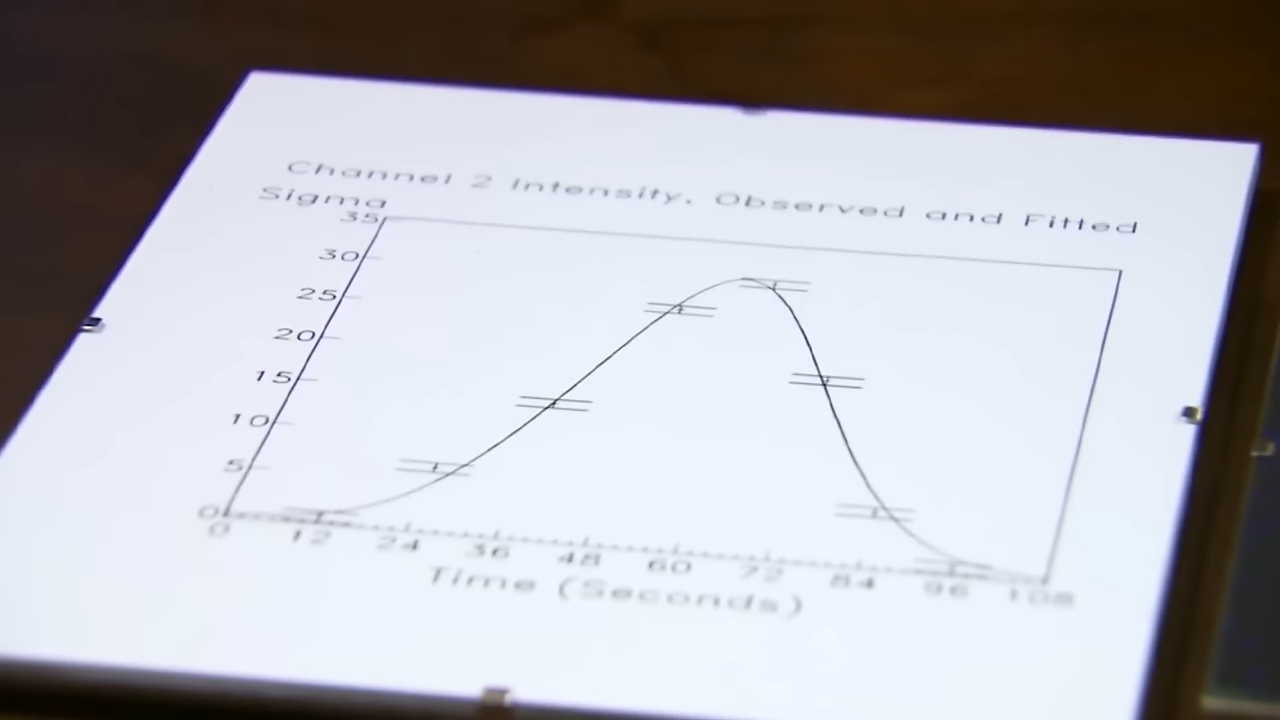 Channel 2 Intensity, Observed and Fitted
Sigma
35
30
25
20
15
10
5
0
0 12 24 36 48 60 72 84 96 108
Time (Seconds)